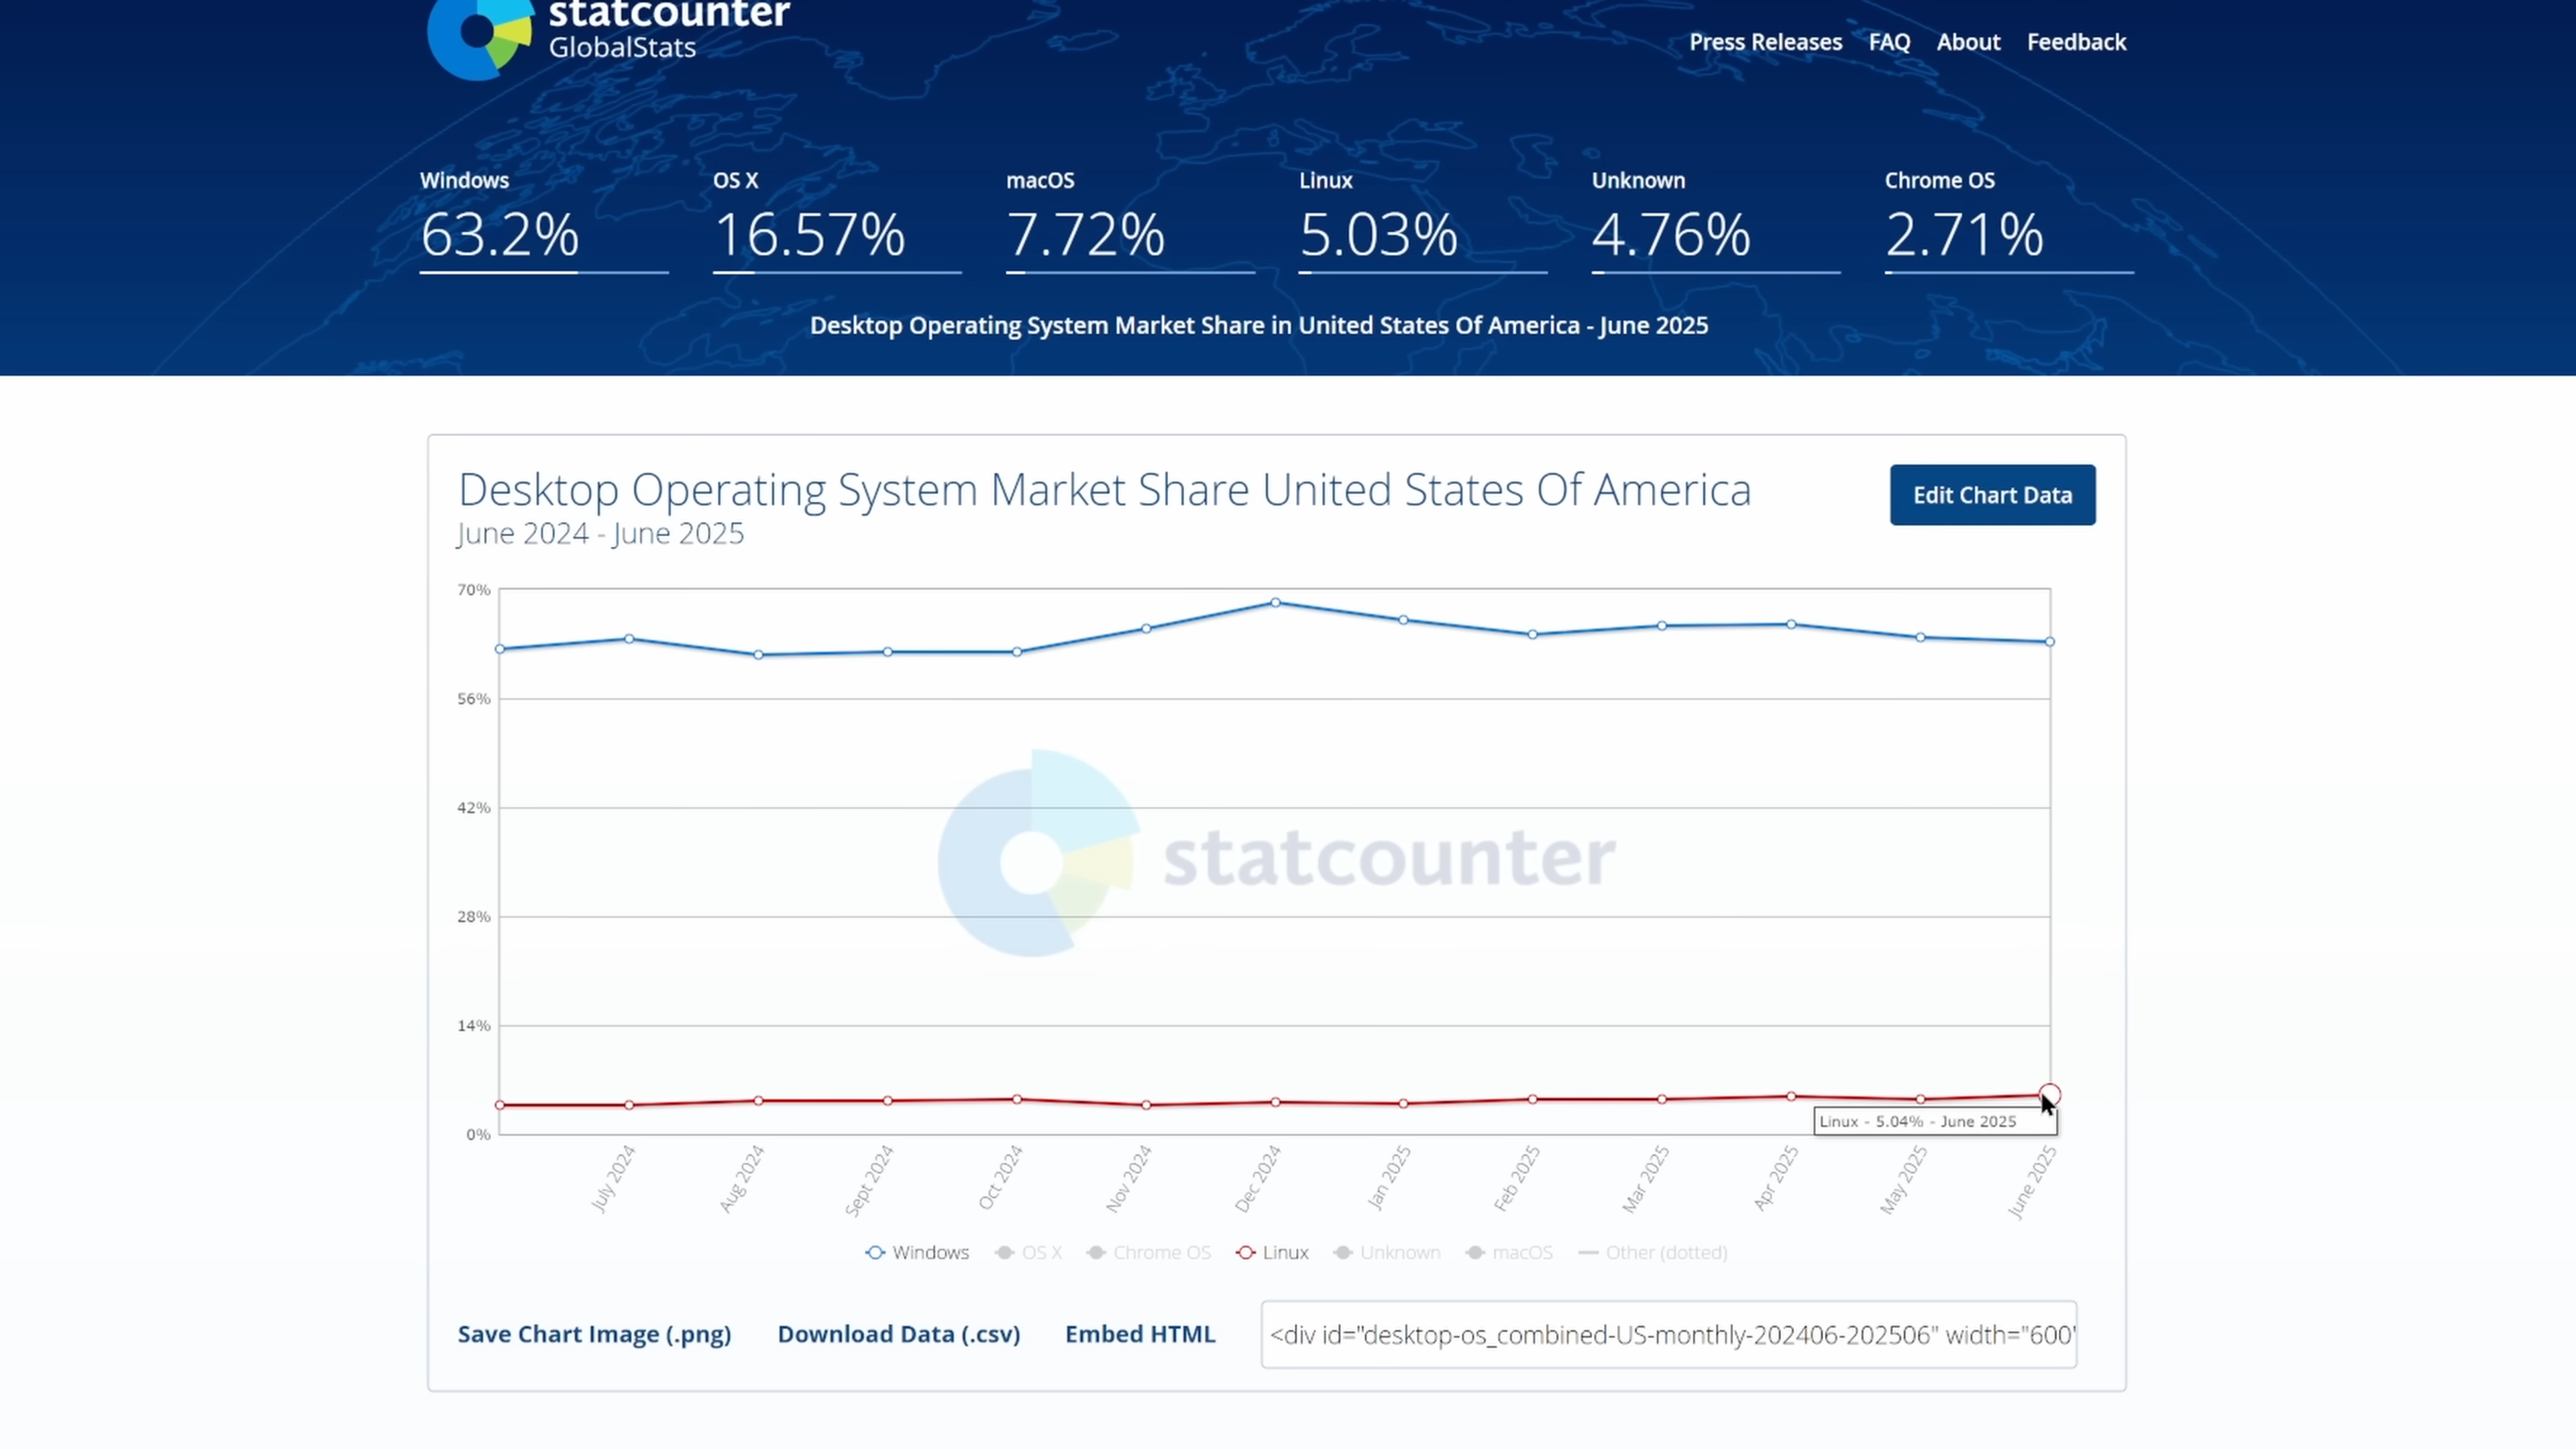 statcounter
GlobalStats
Press Releases FAQ About Feedback
Windows OS X macOS Linux Unknown Chrome OS
63.2% 16.57% 7.72% 5.03% 4.76% 2.71%
Desktop Operating System Market Share in United States Of America - June 2025
Desktop Operating System Market Share United States Of America
June 2024 - June 2025
Edit Chart Data
70%
56%
42%
statcounter
28%
14%
0%
Linux - 5.04% - June 2025
July 2024 Aug 2024 Sept 2024 Oct 2024 Nov 2024 Dec 2024 Jan 2025 Feb 2025 Mar 2025 Apr 2025 May 2025 June 2025
Windows OS X Chrome OS Linux Unknown macOS Other (dotted)
Save Chart Image (.png) Download Data (.csv) Embed HTML <div id="desktop-os_combined-US-monthly-202406-202506" width="600"